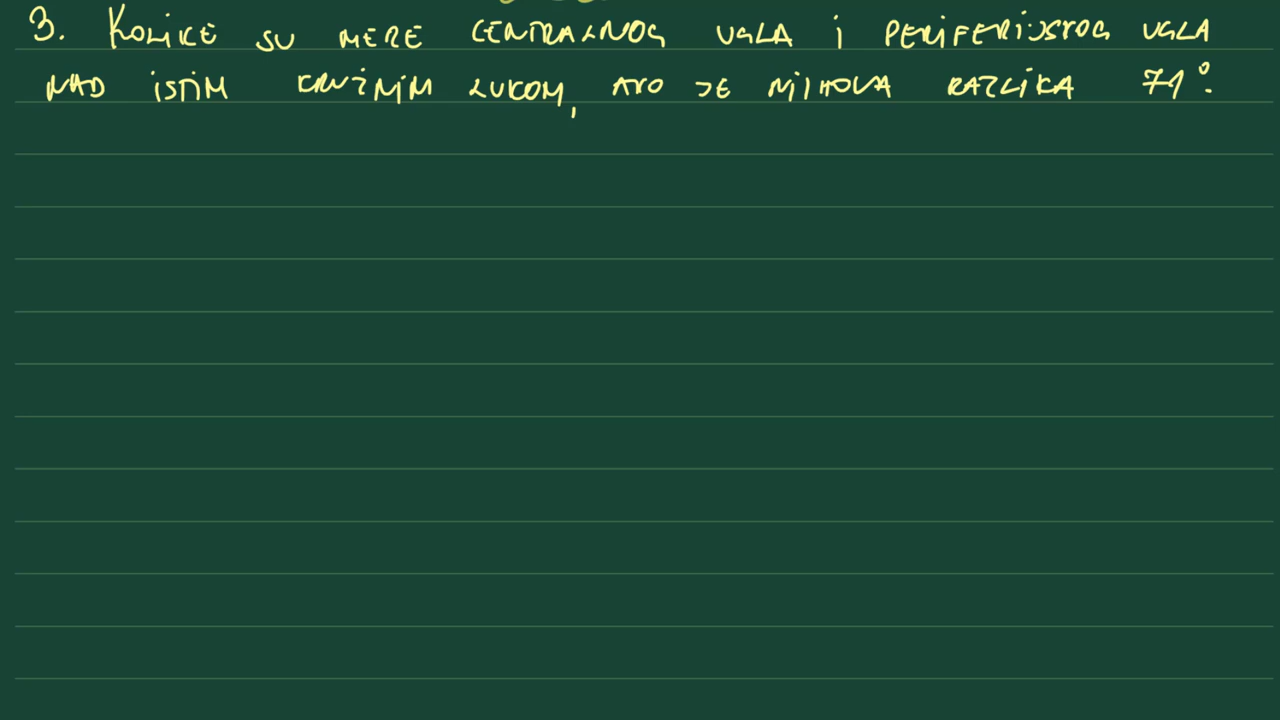 3. KOLIKE SU MERE CENTRALNOG UGLA i PERIFERIJSKOG UGLA
NAD ISTIM KRUŽNIM LUKOM, AKO JE NJIHOVA RAZLIKA 71°.